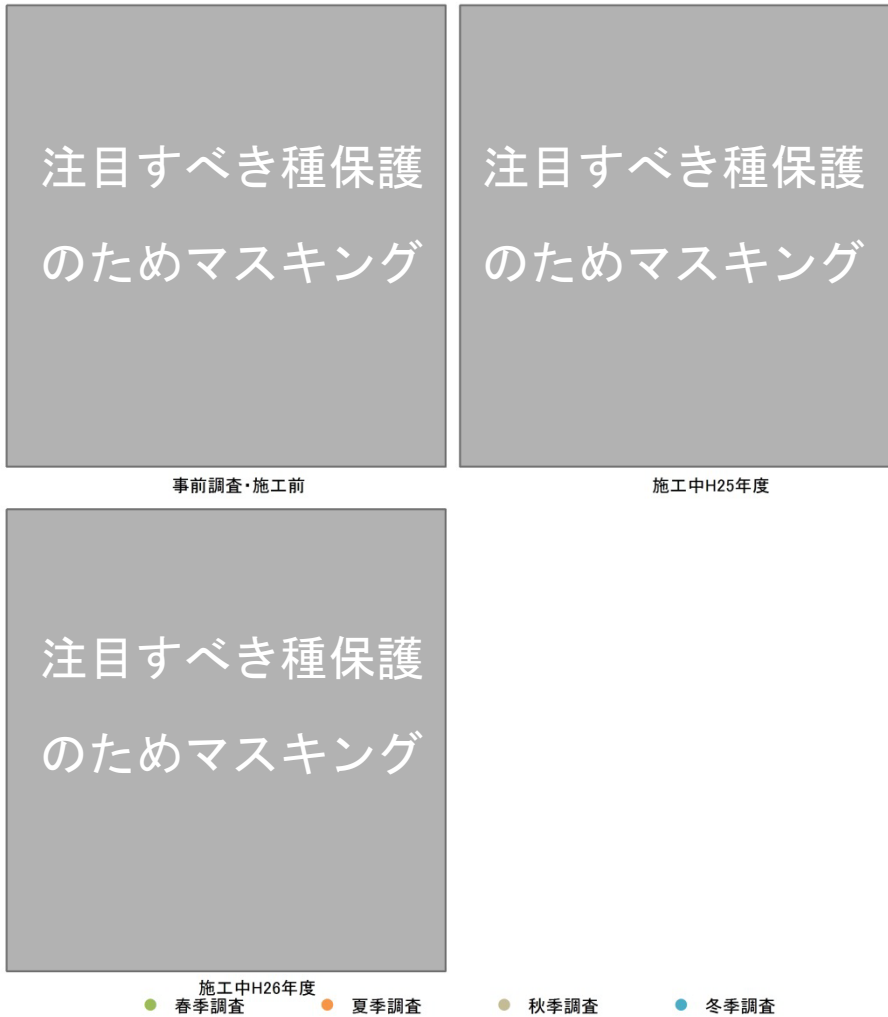 注目すべき種保護
のためマスキング
注目すべき種保護
のためマスキング
事前調査・施工前
施工中H25年度
注目すべき種保護
のためマスキング
施工中H26年度
春季調査
夏季調査
秋季調査
冬季調査